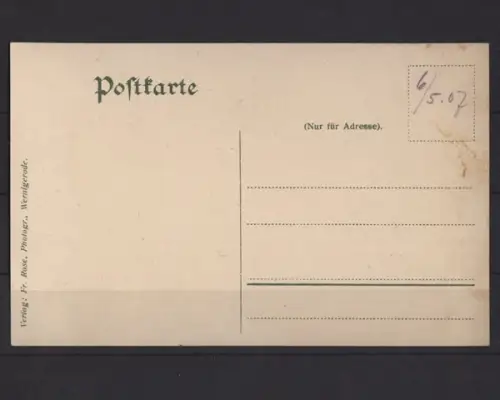 Postkarte
(Nur für Adresse).
6/5.07
Verlag: Fr. Rose, Photogr., Wernigerode.